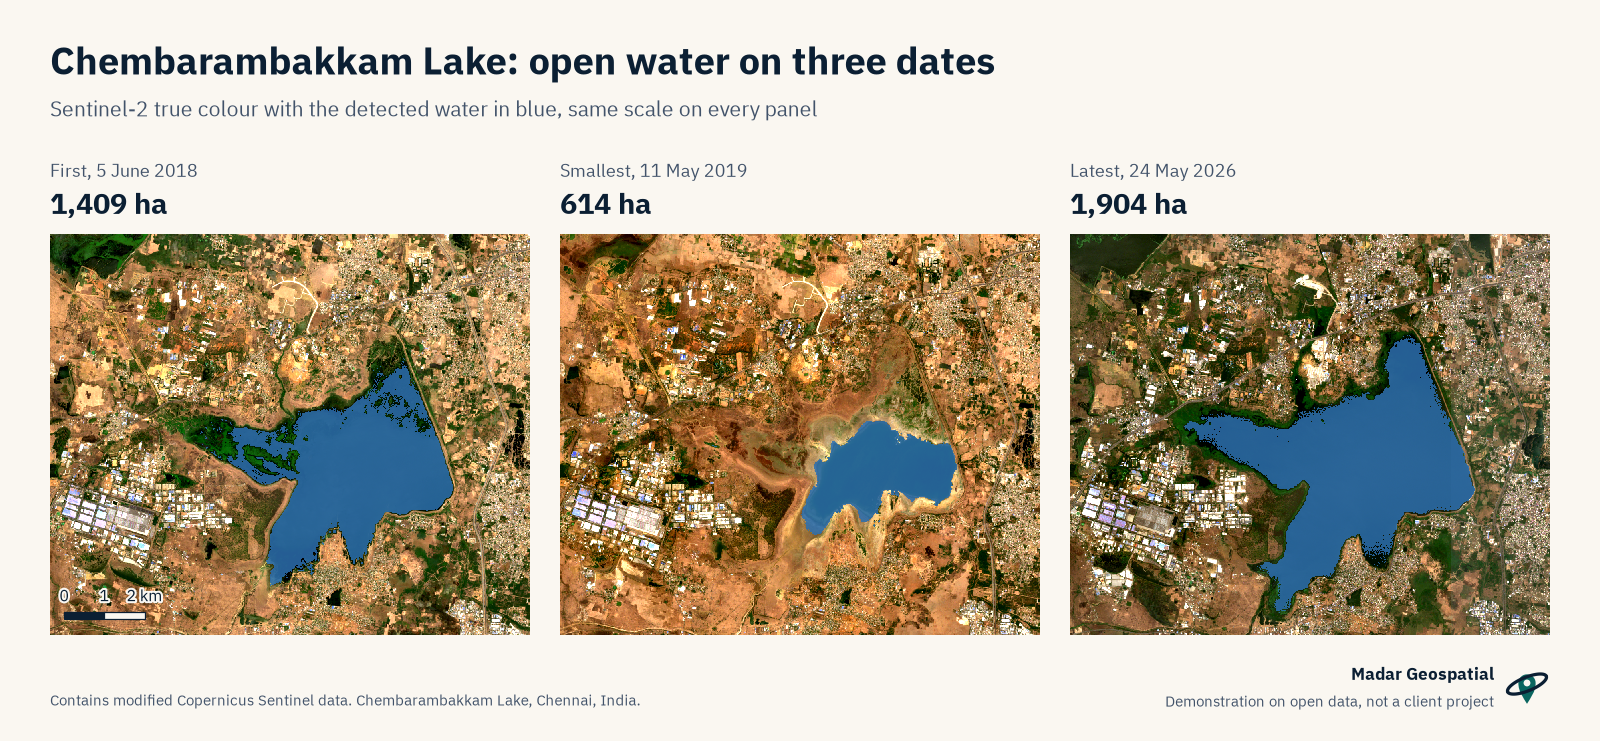 Chembarambakkam Lake: open water on three dates
Sentinel-2 true colour with the detected water in blue, same scale on every panel
First, 5 June 2018
1,409 ha
Smallest, 11 May 2019
614 ha
Latest, 24 May 2026
1,904 ha
0 1 2 km
Contains modified Copernicus Sentinel data. Chembarambakkam Lake, Chennai, India.
Madar Geospatial
Demonstration on open data, not a client project